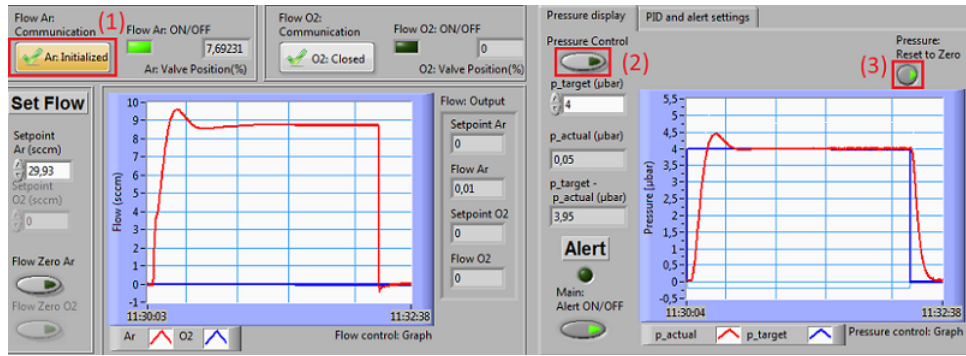 Flow Ar:
Communication
(1)
Flow Ar: ON/OFF
Ar: Initialized
7,69231
Ar: Valve Position(%)
Flow O2:
Communication
Flow O2: ON/OFF
O2: Closed
0
O2: Valve Position(%)
Set Flow
Setpoint
Ar (sccm)
29,93
Setpoint
O2 (sccm)
0
Flow Zero Ar
Flow Zero O2
Flow (sccm)
10
9
8
7
6
5
4
3
2
1
0
-1
11:30:03
11:32:38
Ar
O2
Flow control: Graph
Flow: Output
Setpoint Ar
0
Flow Ar
0,01
Setpoint O2
0
Flow O2
0
Pressure display
PID and alert settings
Pressure Control
(2)
p_target (µbar)
4
p_actual (µbar)
0,05
p_target -
p_actual (µbar)
3,95
Alert
Main:
Alert ON/OFF
Pressure:
Reset to Zero
(3)
Pressure (µbar)
5,5
5
4,5
4
3,5
3
2,5
2
1,5
1
0,5
0
-0,5
11:30:04
11:32:38
p_actual
p_target
Pressure control: Graph